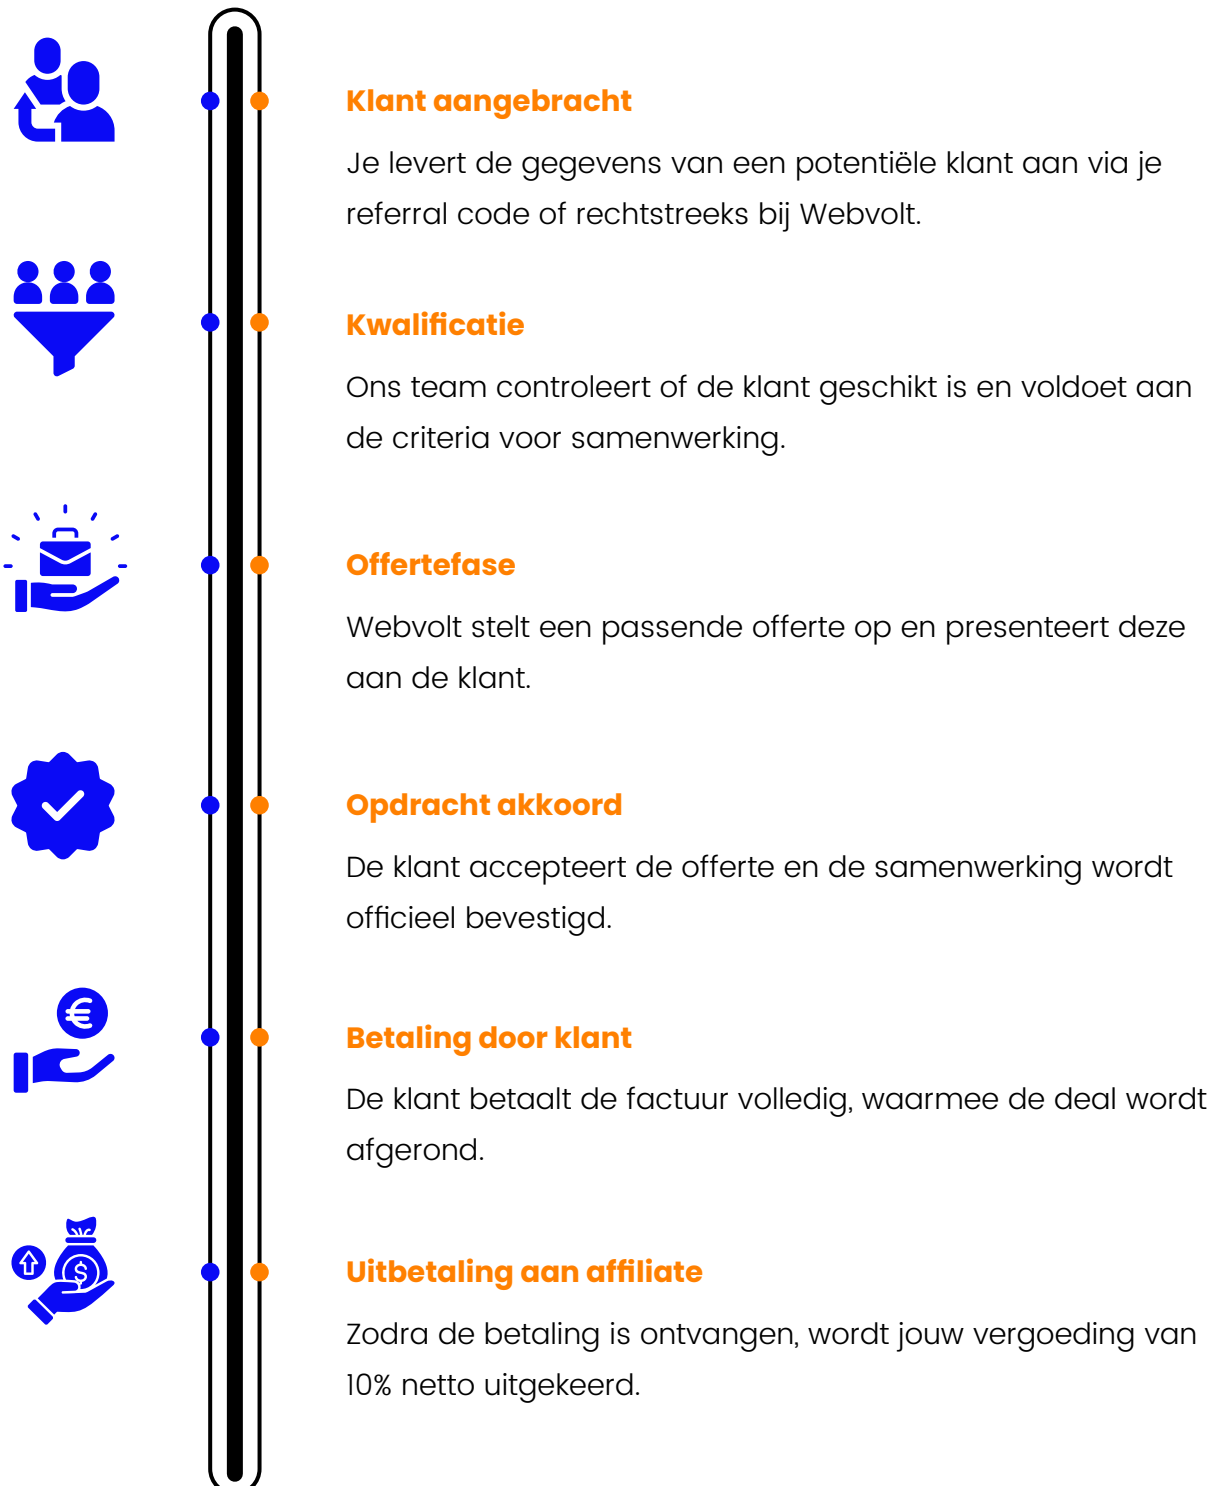 Klant aangebracht
Je levert de gegevens van een potentiële klant aan via je
referral code of rechtstreeks bij Webvolt.
Kwalificatie
Ons team controleert of de klant geschikt is en voldoet aan
de criteria voor samenwerking.
Offertefase
Webvolt stelt een passende offerte op en presenteert deze
aan de klant.
Opdracht akkoord
De klant accepteert de offerte en de samenwerking wordt
officieel bevestigd.
€
Betaling door klant
De klant betaalt de factuur volledig, waarmee de deal wordt
afgerond.
$
Uitbetaling aan affiliate
Zodra de betaling is ontvangen, wordt jouw vergoeding van
10% netto uitgekeerd.